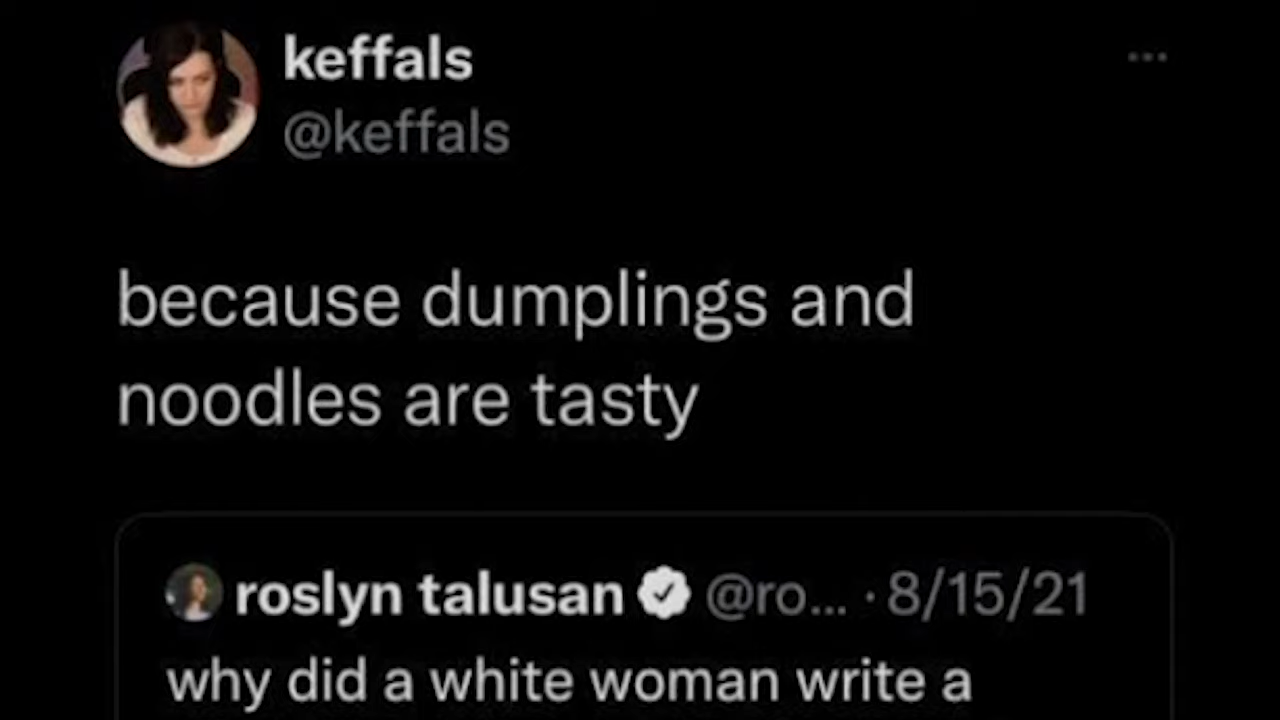 keffals
@keffals
because dumplings and
noodles are tasty
roslyn talusan @ro... · 8/15/21
why did a white woman write a